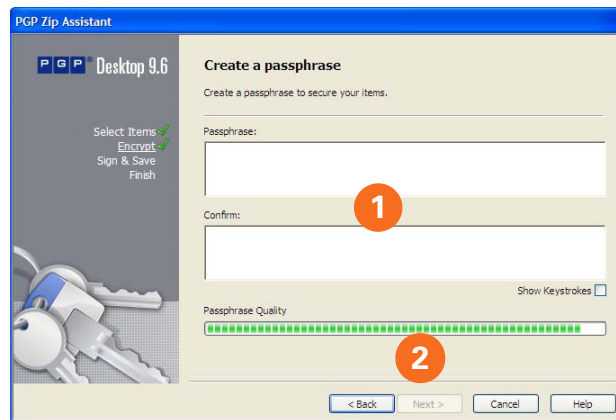 PGP Zip Assistant
PGP® Desktop 9.6
Select Items
Encrypt
Sign & Save
Finish
Create a passphrase
Create a passphrase to secure your items.
Passphrase:
1
Confirm:
Show Keystrokes
Passphrase Quality
2
< Back
Next >
Cancel
Help